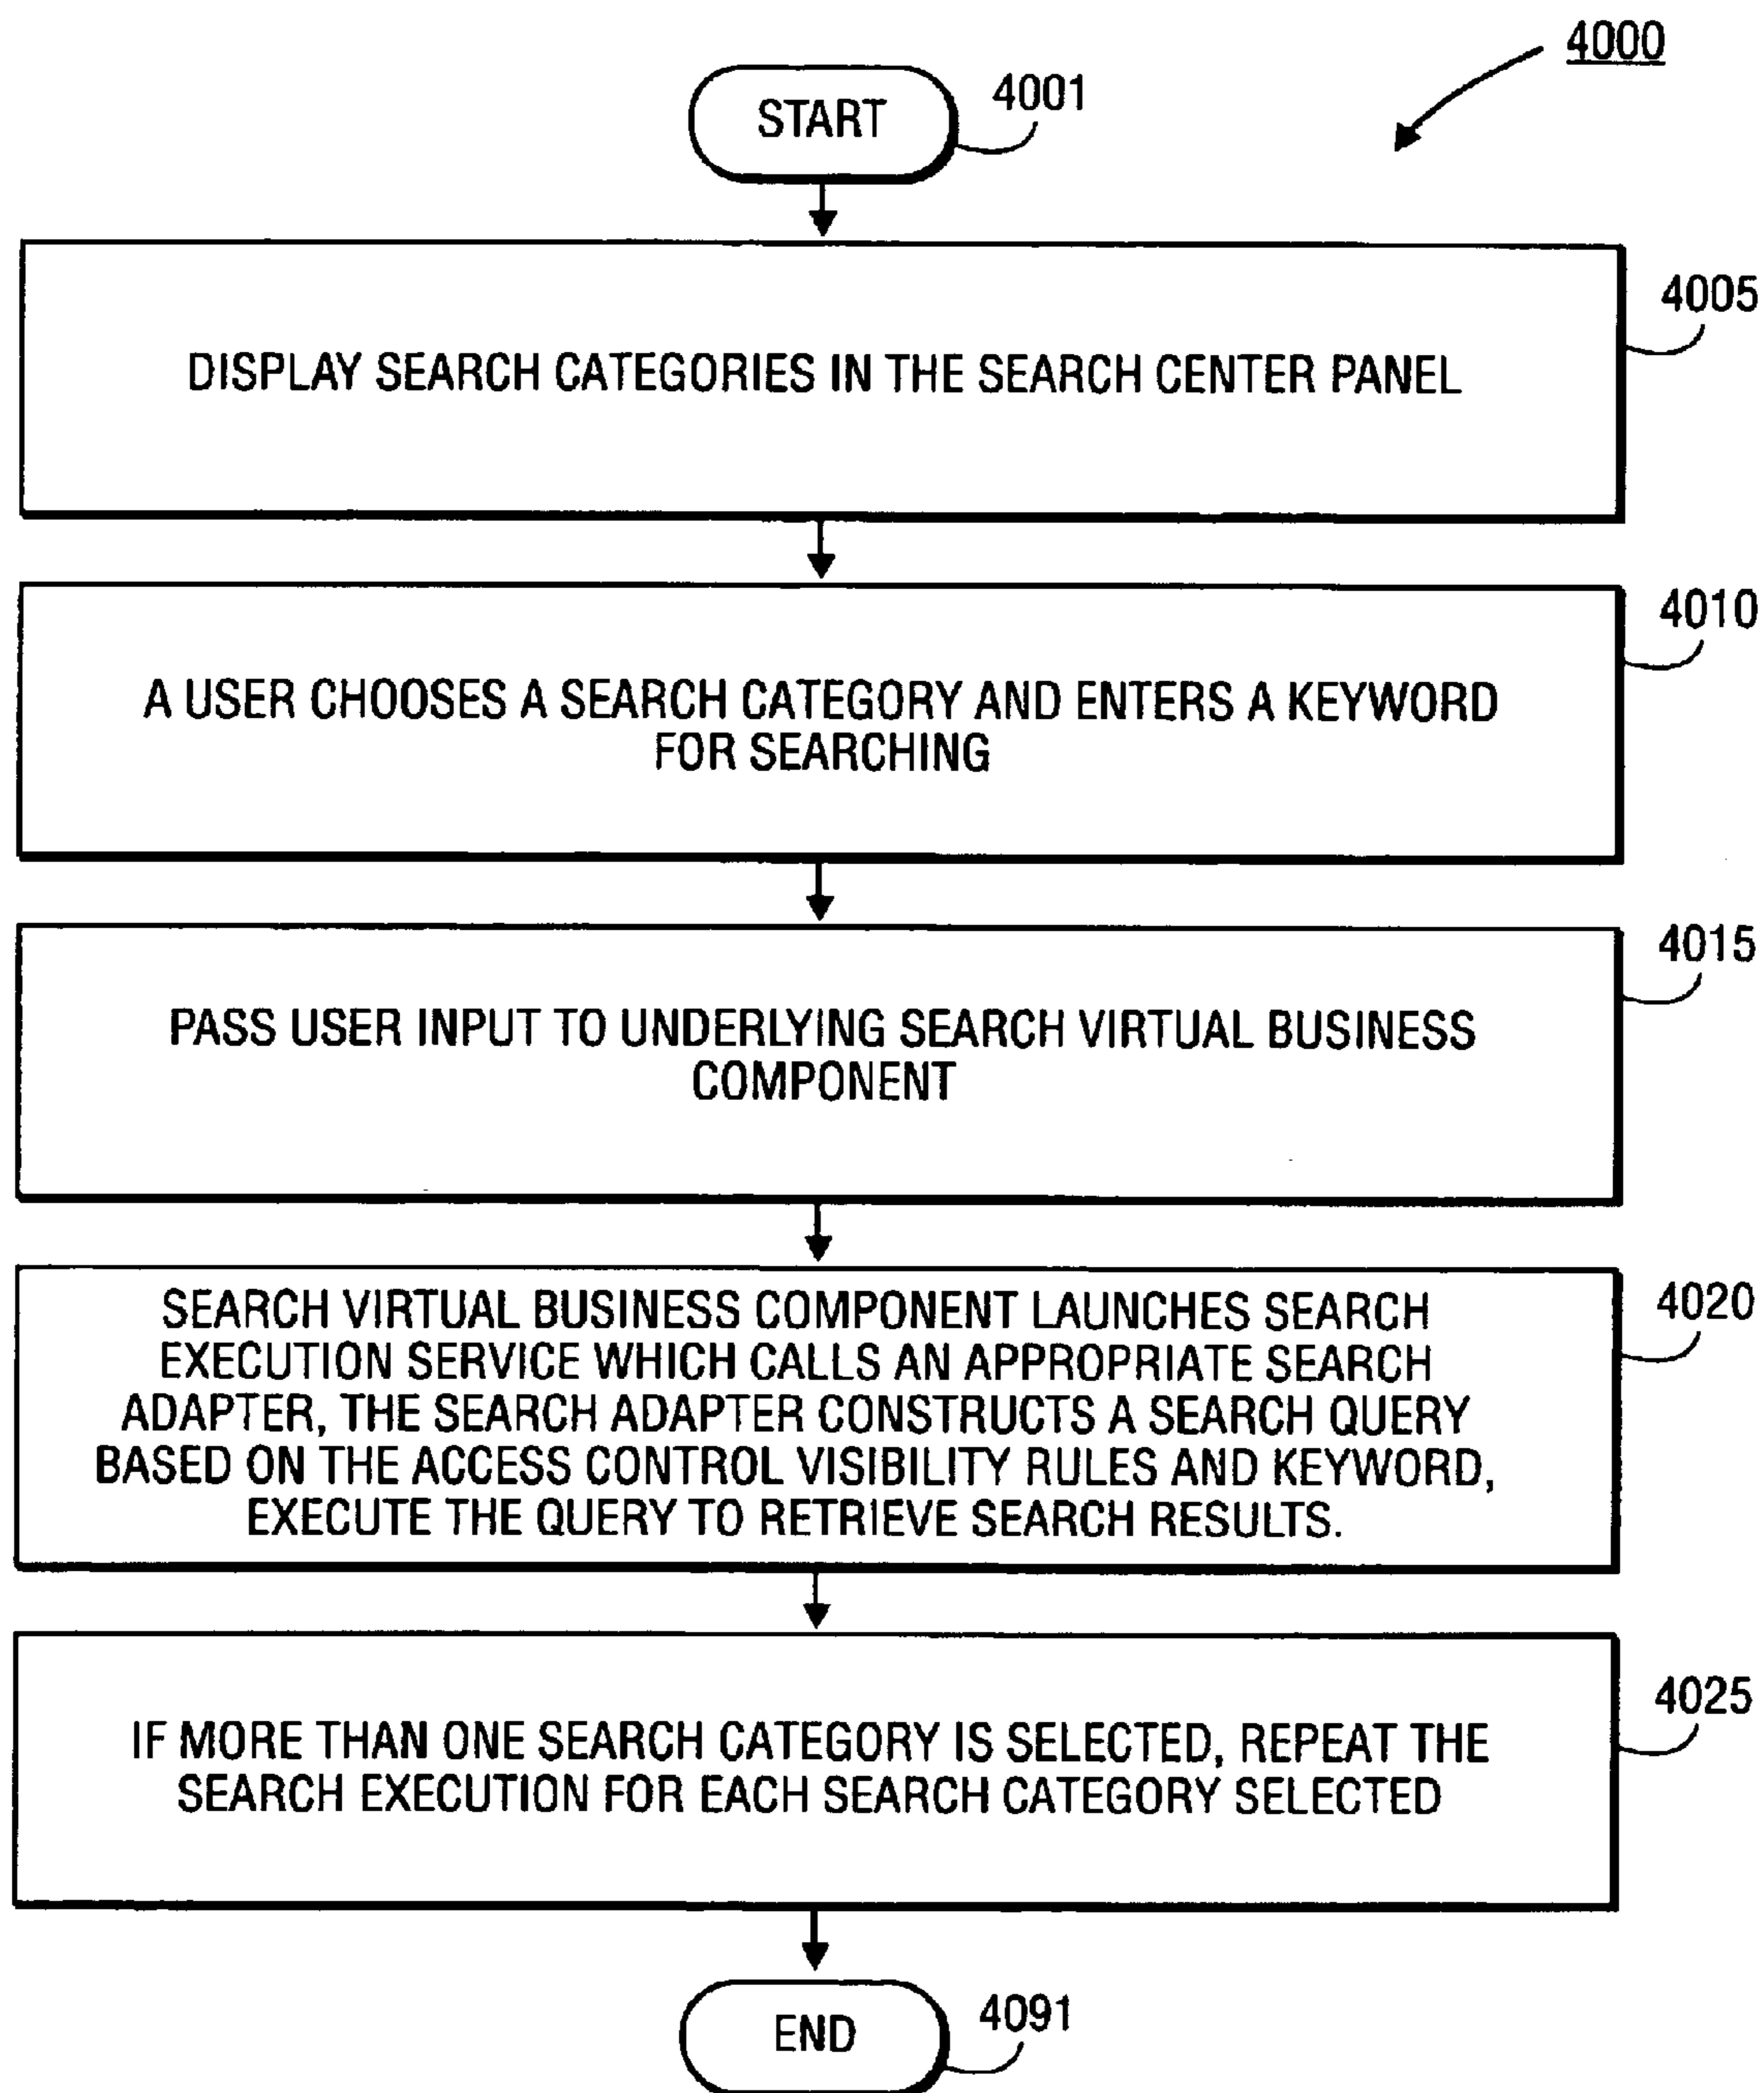 4000
START
4001
4005
DISPLAY SEARCH CATEGORIES IN THE SEARCH CENTER PANEL
4010
A USER CHOOSES A SEARCH CATEGORY AND ENTERS A KEYWORD
FOR SEARCHING
4015
PASS USER INPUT TO UNDERLYING SEARCH VIRTUAL BUSINESS
COMPONENT
4020
SEARCH VIRTUAL BUSINESS COMPONENT LAUNCHES SEARCH
EXECUTION SERVICE WHICH CALLS AN APPROPRIATE SEARCH
ADAPTER, THE SEARCH ADAPTER CONSTRUCTS A SEARCH QUERY
BASED ON THE ACCESS CONTROL VISIBILITY RULES AND KEYWORD,
EXECUTE THE QUERY TO RETRIEVE SEARCH RESULTS.
4025
IF MORE THAN ONE SEARCH CATEGORY IS SELECTED, REPEAT THE
SEARCH EXECUTION FOR EACH SEARCH CATEGORY SELECTED
END
4091